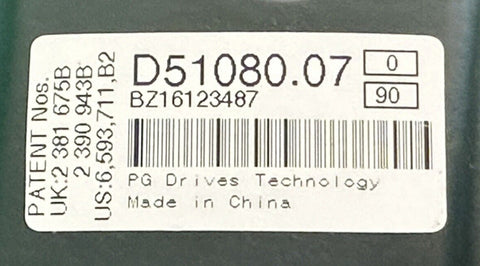 PATENT Nos.
UK:2 381 675B
2 390 943B
US:6,593,711,B2
D51080.07
0
BZ16123487
90
PG Drives Technology
Made in China